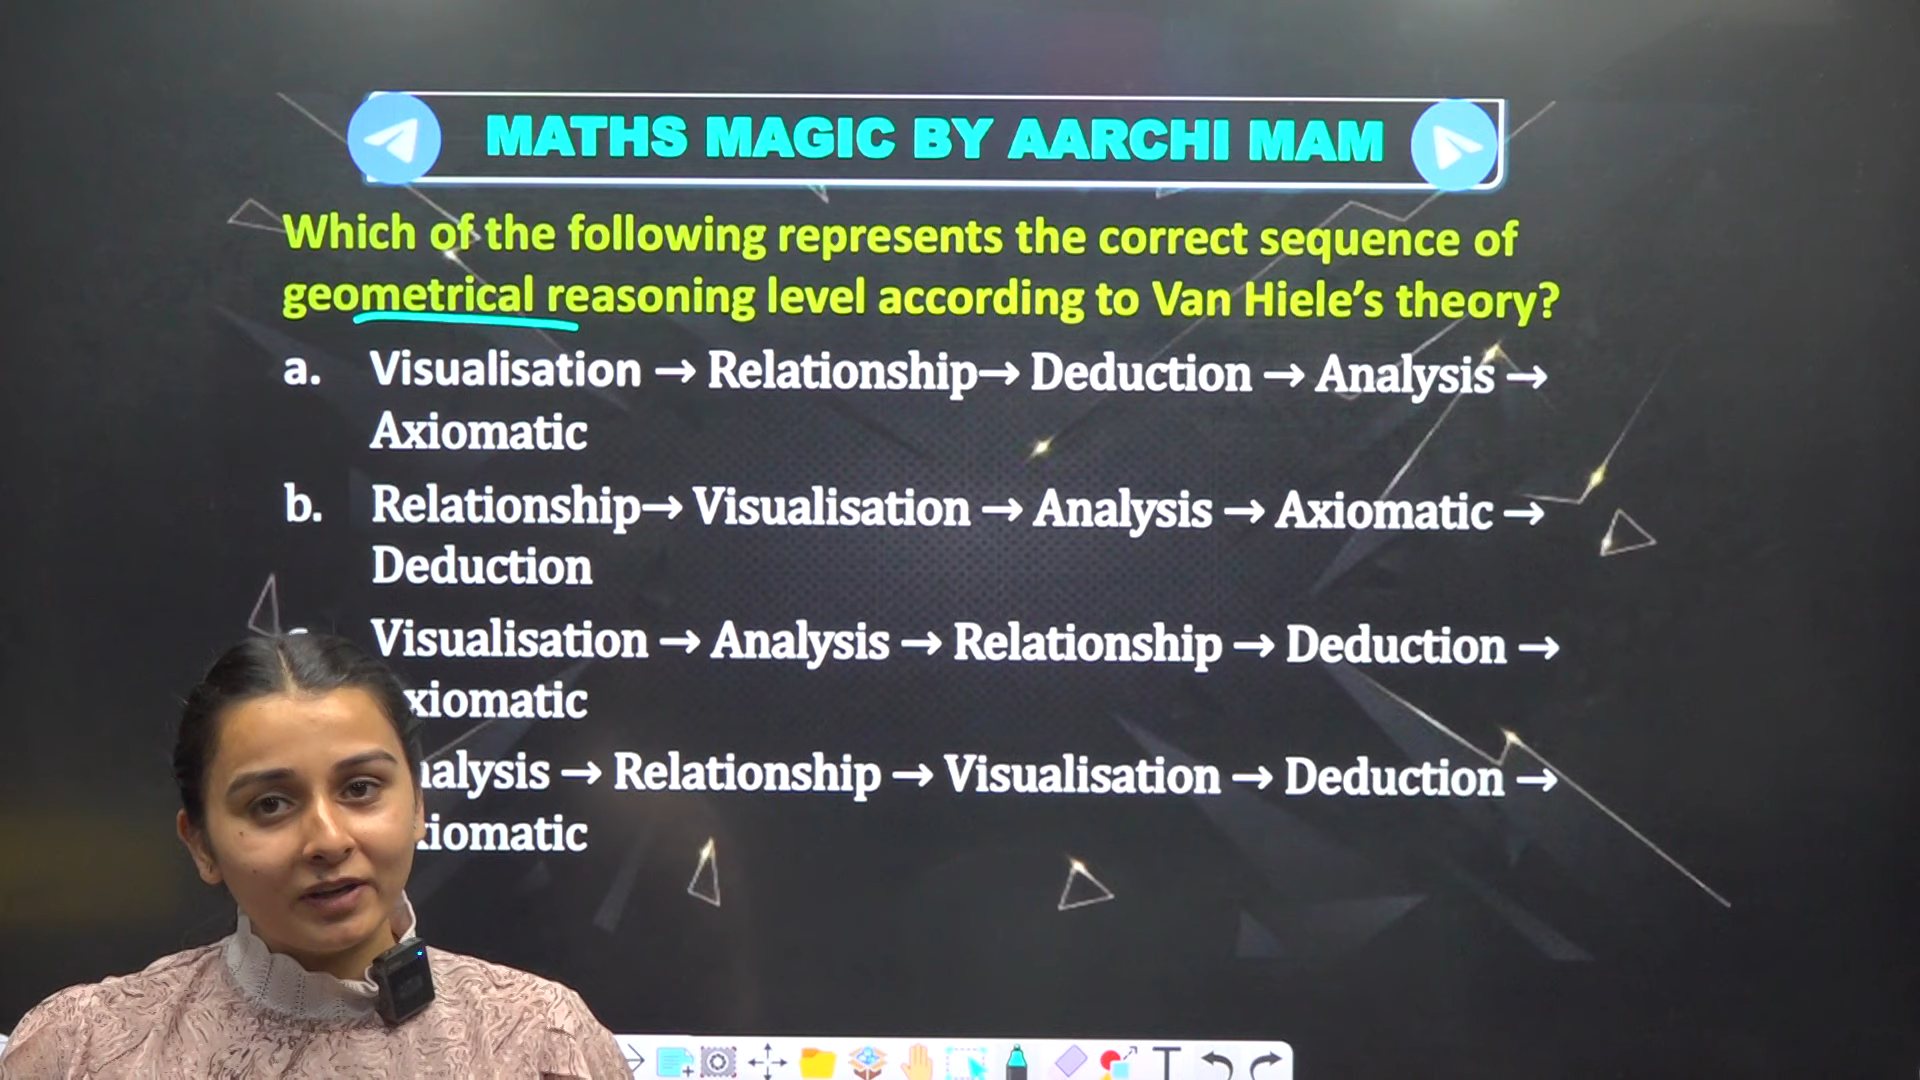 MATHS MAGIC BY AARCHI MAM
Which of the following represents the correct sequence of
geometrical reasoning level according to Van Hiele's theory?
a. Visualisation → Relationship→ Deduction → Analysis →
Axiomatic
b. Relationship→ Visualisation → Analysis → Axiomatic →
Deduction
Visualisation → Analysis → Relationship → Deduction →
xiomatic
alysis → Relationship → Visualisation → Deduction →
iomatic